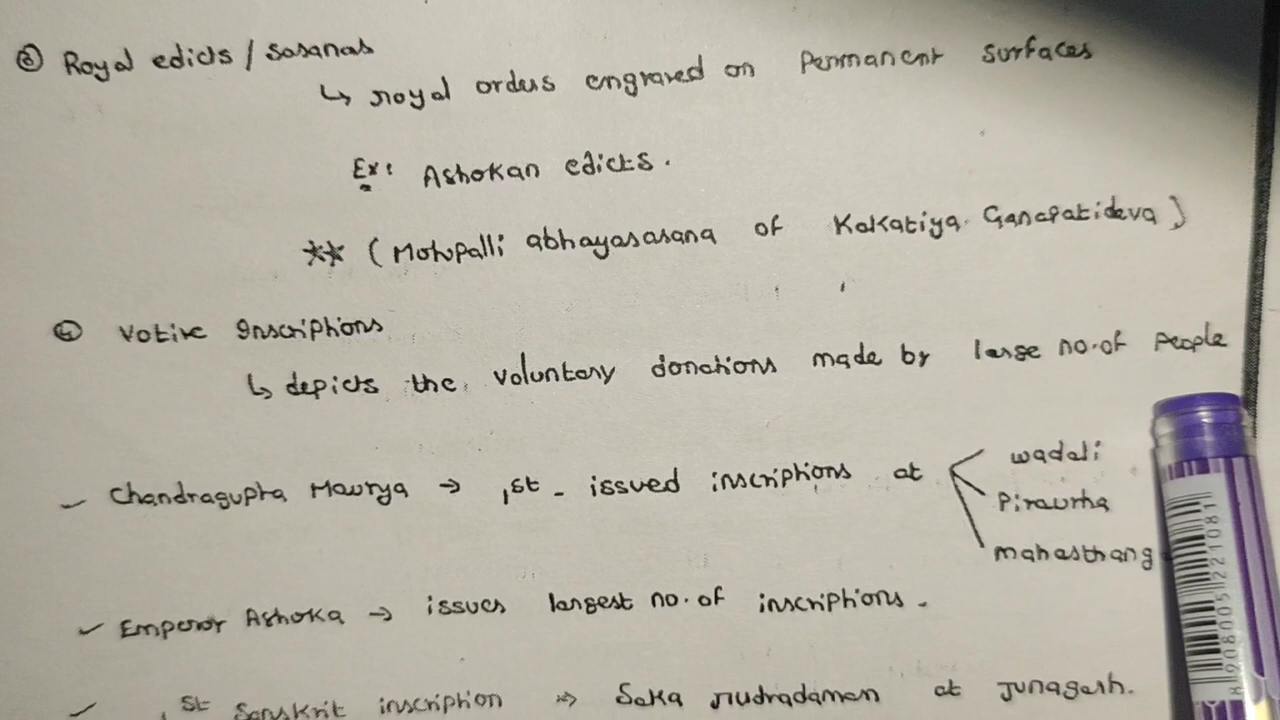 ③ Royal edicts / Sasanas
↳ royal orders engraved on Permanent surfaces
Ex: Ashokan edicts.
** (Motupalli abhayasasana of Kakatiya Ganapatideva)
④ Votive Inscriptions
↳ depicts the voluntary donations made by large no. of People
✓ Chandragupta Maurya → 1st - issued inscriptions at
wadali
Piraurha
mahasthang
✓ Emperor Ashoka → issues largest no. of inscriptions.
✓ 1st Sanskrit inscription ⇒ Saka rudradaman at Junagarh.
8908005221081